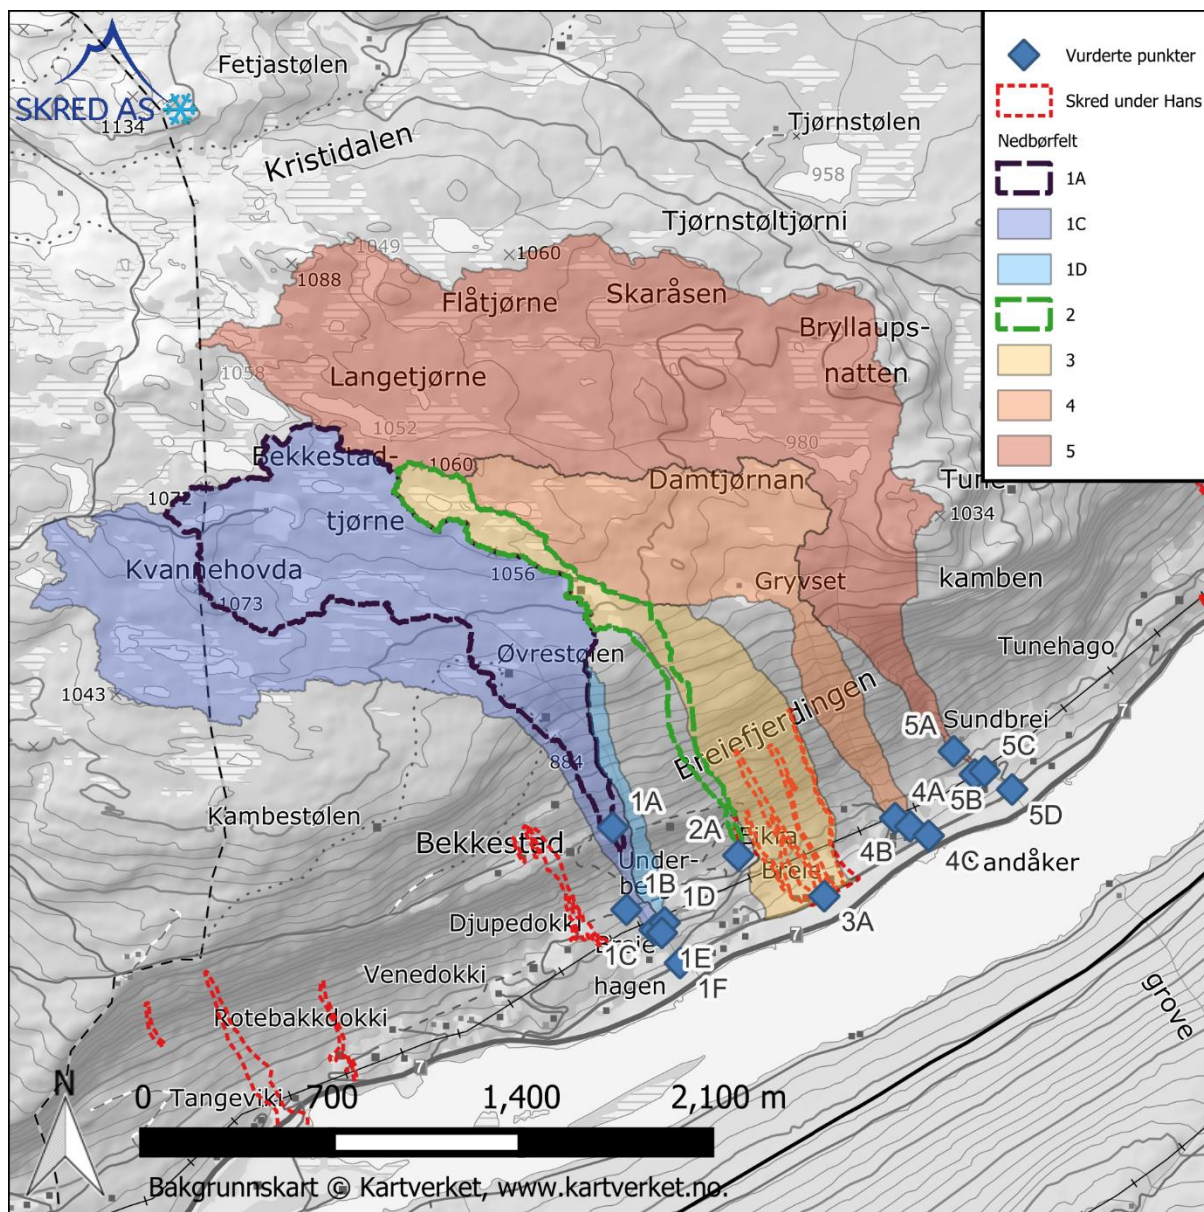 SKRED AS
Fetjastølen
1134
Kristidalen
Tjørnstølen
958
Tjørnstøltjørni
1049
1060
1088
Flåtjørne
Skaråsen
Bryllaups-
natten
Langetjørne
1058
1052
980
Bekkestad-
tjørne
1060
Damtjørnan
Tune-
kamben
1072
1034
Kvannehovda
1056
Gryvset
1073
Øvrestølen
Tunehago
1043
Breiefjerdingen
884
Sundbrei
7
5A
5C
5B
5D
Kambestølen
1A
2A
4A
4B
4C
Bekkestad
Eikra
Breie
Under-
1B
1D
3A
Djupedokki
1C
1E
Breie
hagen
1F
7
Venedokki
Rotebakkdokki
7
grove
Tangeviki
N
0 700 1,400 2,100 m
Bakgrunnskart © Kartverket, www.kartverket.no.
Vurderte punkter
Skred under Hans
Nedbørfelt
1A
1C
1D
2
3
4
5